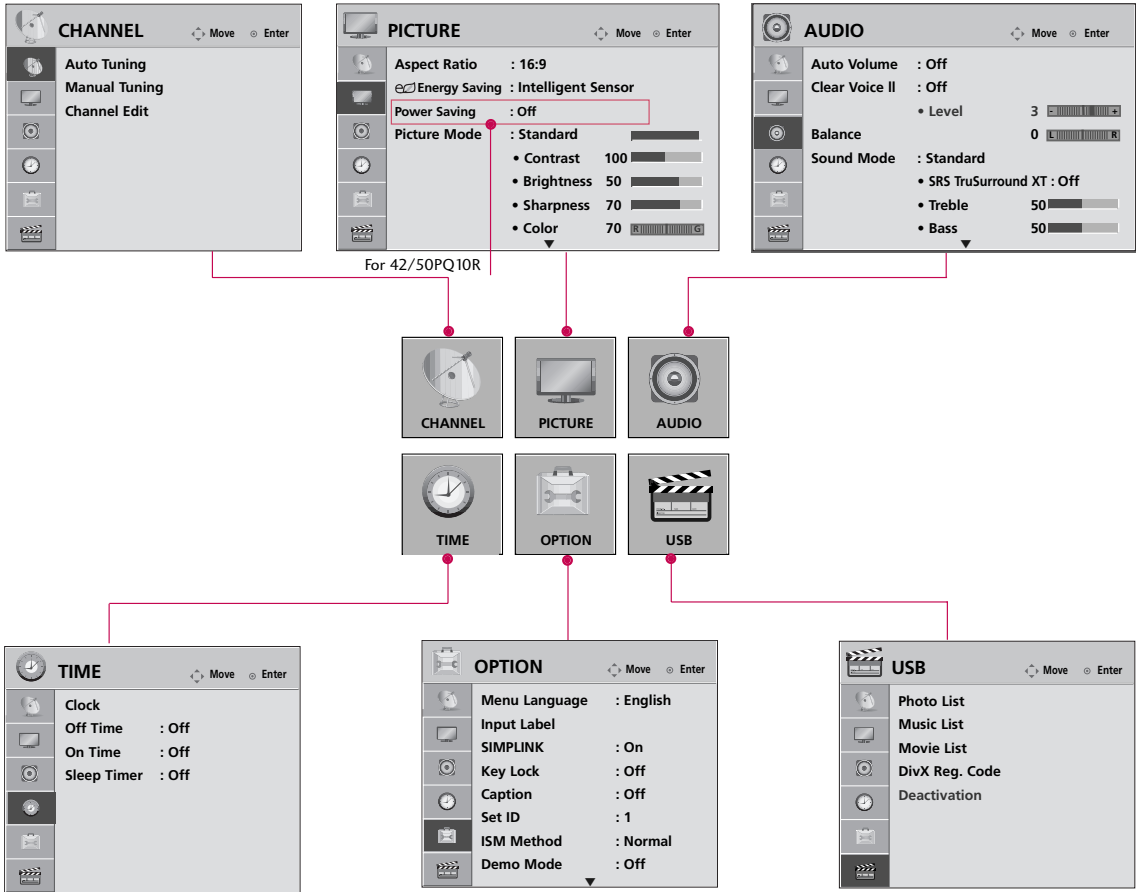 CHANNEL
Move
Enter
Auto Tuning
Manual Tuning
Channel Edit
PICTURE
Move
Enter
Aspect Ratio : 16:9
Energy Saving : Intelligent Sensor
Power Saving : Off
Picture Mode : Standard
• Contrast 100
• Brightness 50
• Sharpness 70
• Color 70 R G
For 42/50PQ10R
AUDIO
Move
Enter
Auto Volume : Off
Clear Voice ll : Off
• Level 3 - +
Balance 0 L R
Sound Mode : Standard
• SRS TruSurround XT : Off
• Treble 50
• Bass 50
CHANNEL
PICTURE
AUDIO
TIME
OPTION
USB
TIME
Move
Enter
Clock
Off Time : Off
On Time : Off
Sleep Timer : Off
OPTION
Move
Enter
Menu Language : English
Input Label
SIMPLINK : On
Key Lock : Off
Caption : Off
Set ID : 1
ISM Method : Normal
Demo Mode : Off
USB
Move
Enter
Photo List
Music List
Movie List
DivX Reg. Code
Deactivation